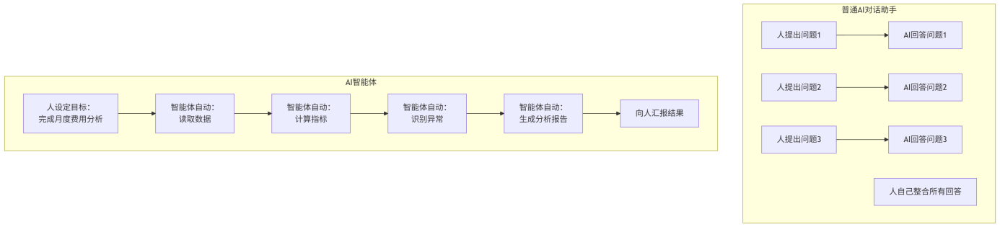 AI智能体
人设定目标：
完成月度费用分析
智能体自动：
读取数据
智能体自动：
计算指标
智能体自动：
识别异常
智能体自动：
生成分析报告
向人汇报结果
普通AI对话助手
人提出问题1
AI回答问题1
人提出问题2
AI回答问题2
人提出问题3
AI回答问题3
人自己整合所有回答